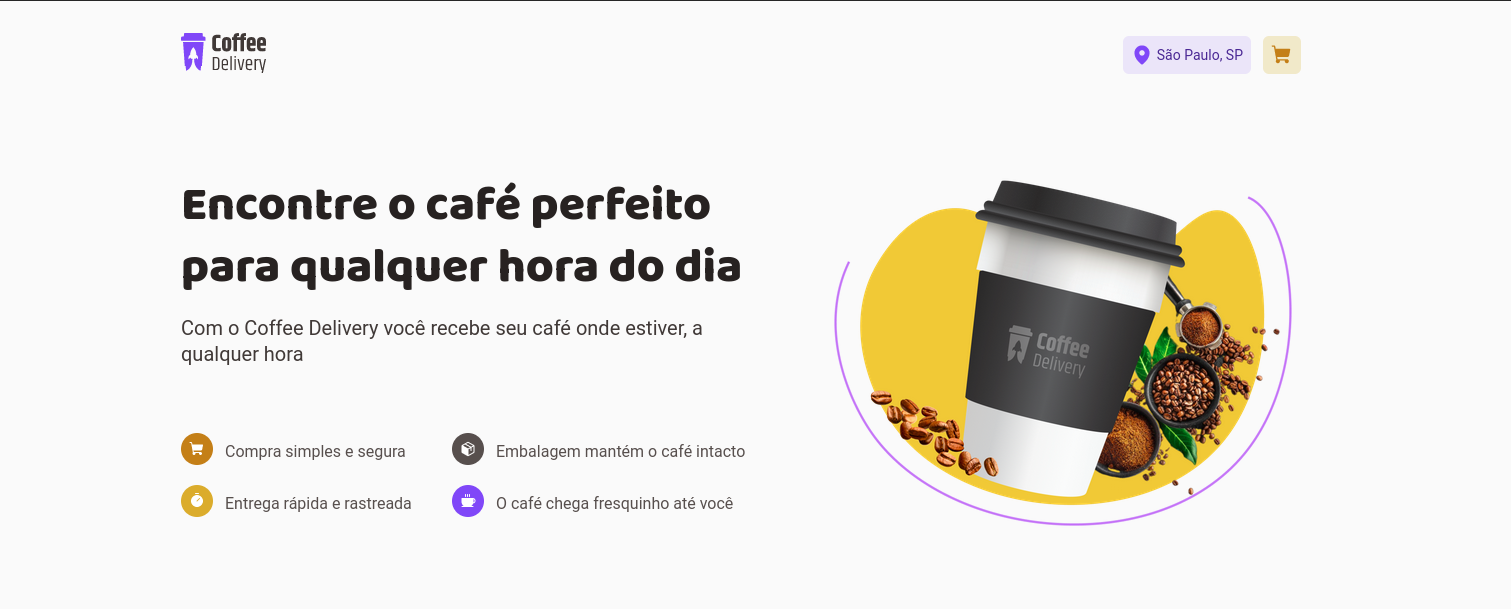 Coffee
Delivery
São Paulo, SP
Encontre o café perfeito
para qualquer hora do dia
Com o Coffee Delivery você recebe seu café onde estiver, a
qualquer hora
Compra simples e segura
Embalagem mantém o café intacto
Entrega rápida e rastreada
O café chega fresquinho até você
Coffee
Delivery